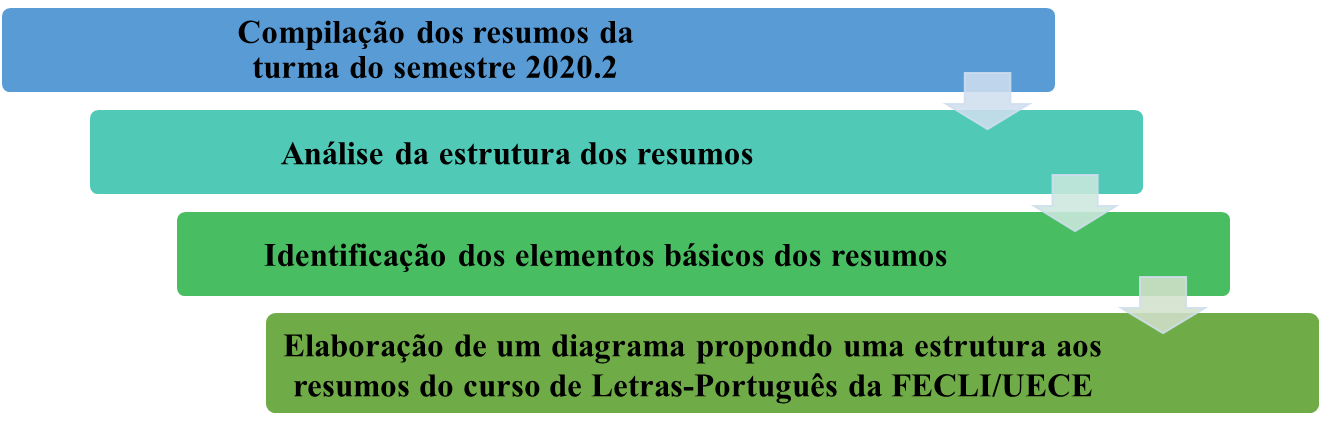 Compilação dos resumos da
turma do semestre 2020.2
Análise da estrutura dos resumos
Identificação dos elementos básicos dos resumos
Elaboração de um diagrama propondo uma estrutura aos
resumos do curso de Letras-Português da FECLI/UECE